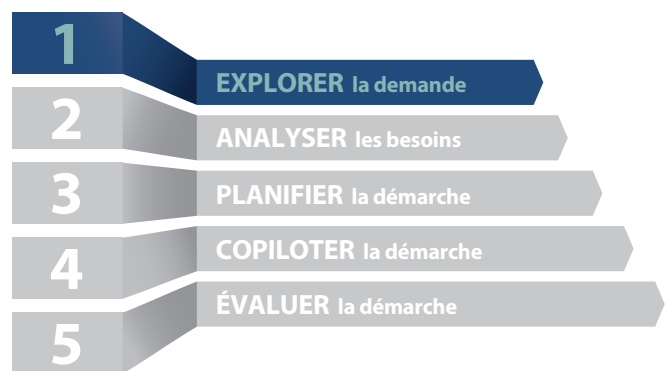 1 EXPLORER la demande
2 ANALYSER les besoins
3 PLANIFIER la démarche
4 COPILOTER la démarche
5 ÉVALUER la démarche